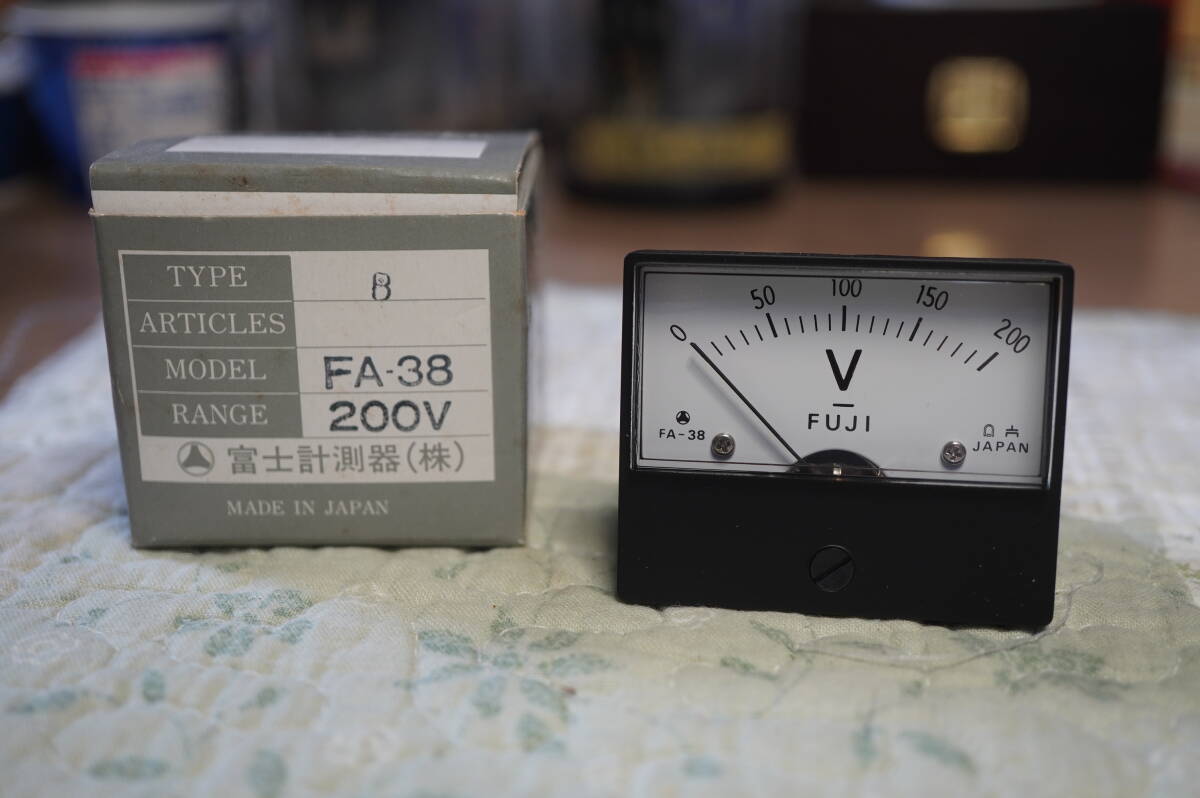 TYPE B
ARTICLES
MODEL FA-38
RANGE 200V
富士計測器(株)
MADE IN JAPAN
0 50 100 150 200
V
FUJI
FA-38
JAPAN